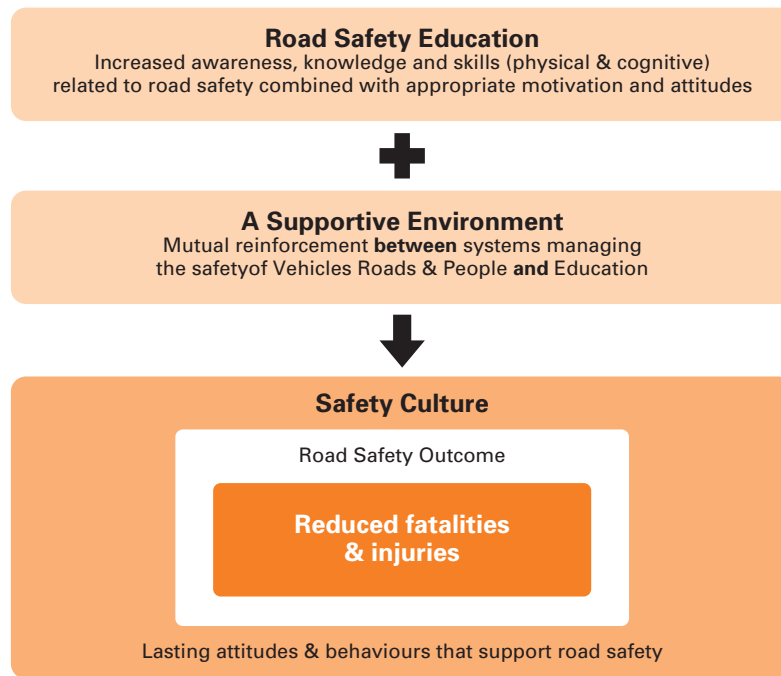 Road Safety Education
Increased awareness, knowledge and skills (physical & cognitive)
related to road safety combined with appropriate motivation and attitudes
A Supportive Environment
Mutual reinforcement between systems managing
the safetyof Vehicles Roads & People and Education
Safety Culture
Road Safety Outcome
Reduced fatalities
& injuries
Lasting attitudes & behaviours that support road safety